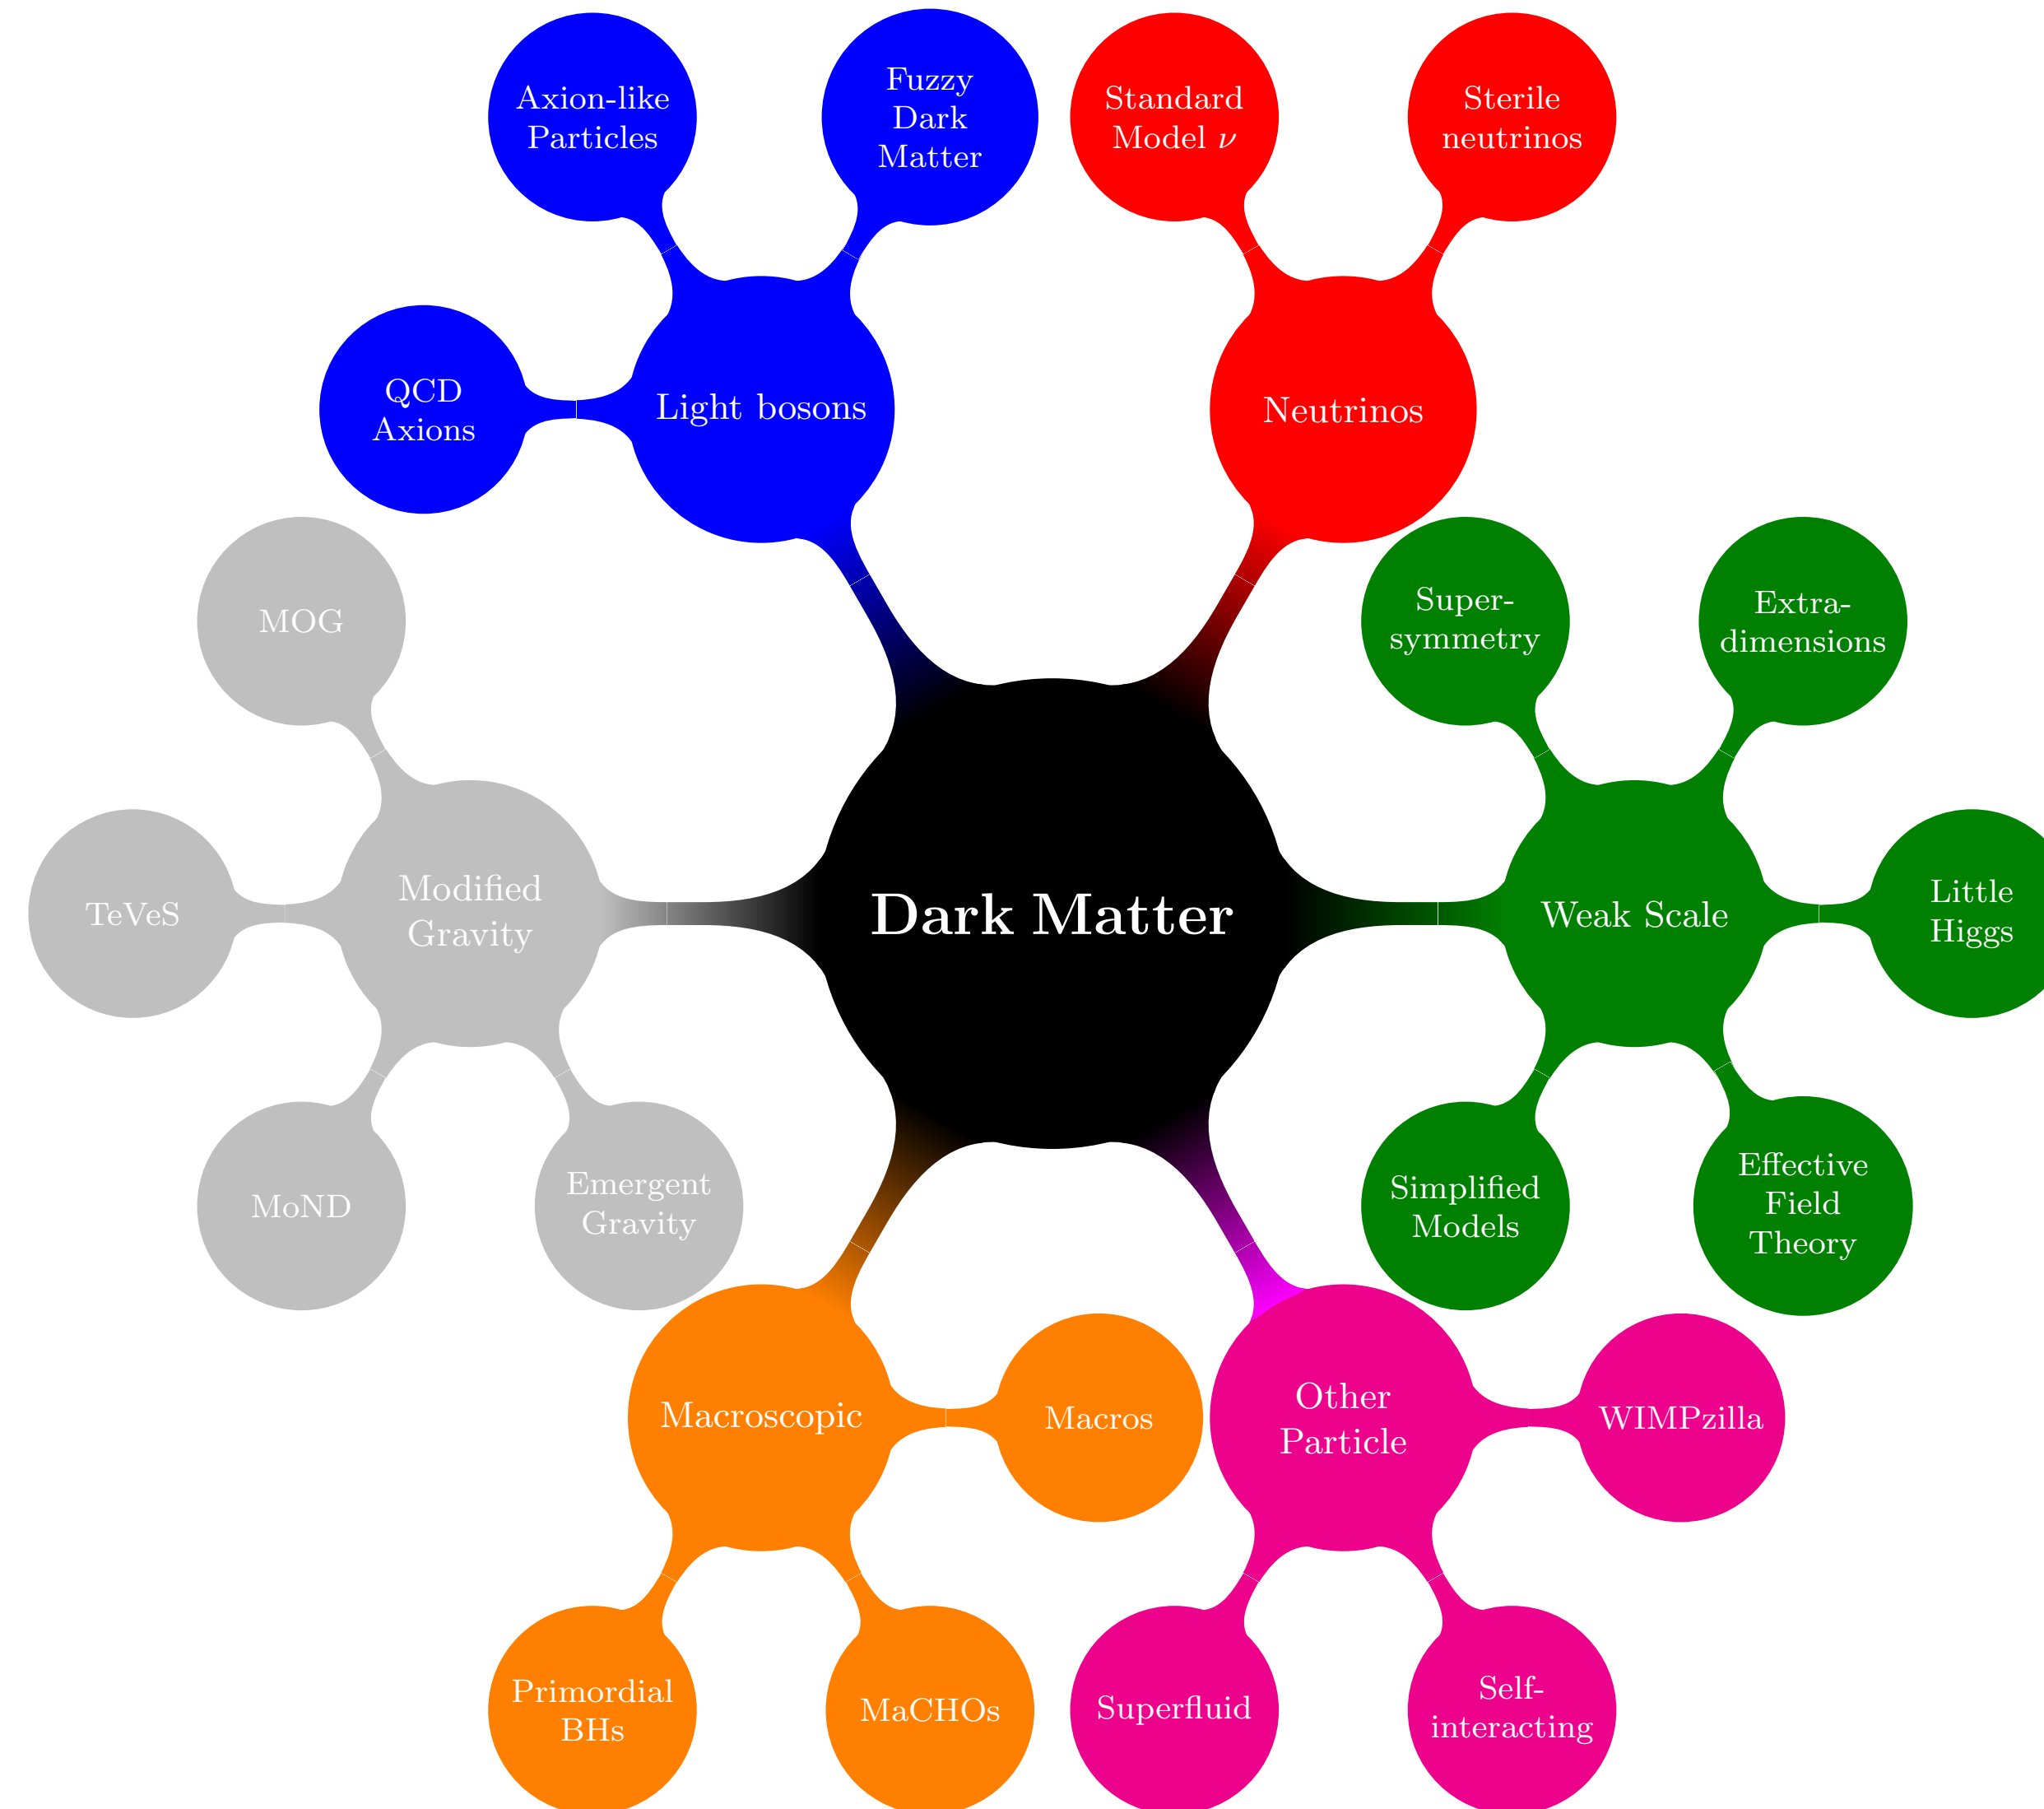 Axion-like
Particles
Fuzzy
Dark
Matter
Standard
Model ν
Sterile
neutrinos
QCD
Axions
Light bosons
Neutrinos
MOG
Super-
symmetry
Extra-
dimensions
TeVeS
Modified
Gravity
Dark Matter
Weak Scale
Little
Higgs
MoND
Emergent
Gravity
Simplified
Models
Effective
Field
Theory
Macroscopic
Macros
Other
Particle
WIMPzilla
Primordial
BHs
MaCHOs
Superfluid
Self-
interacting